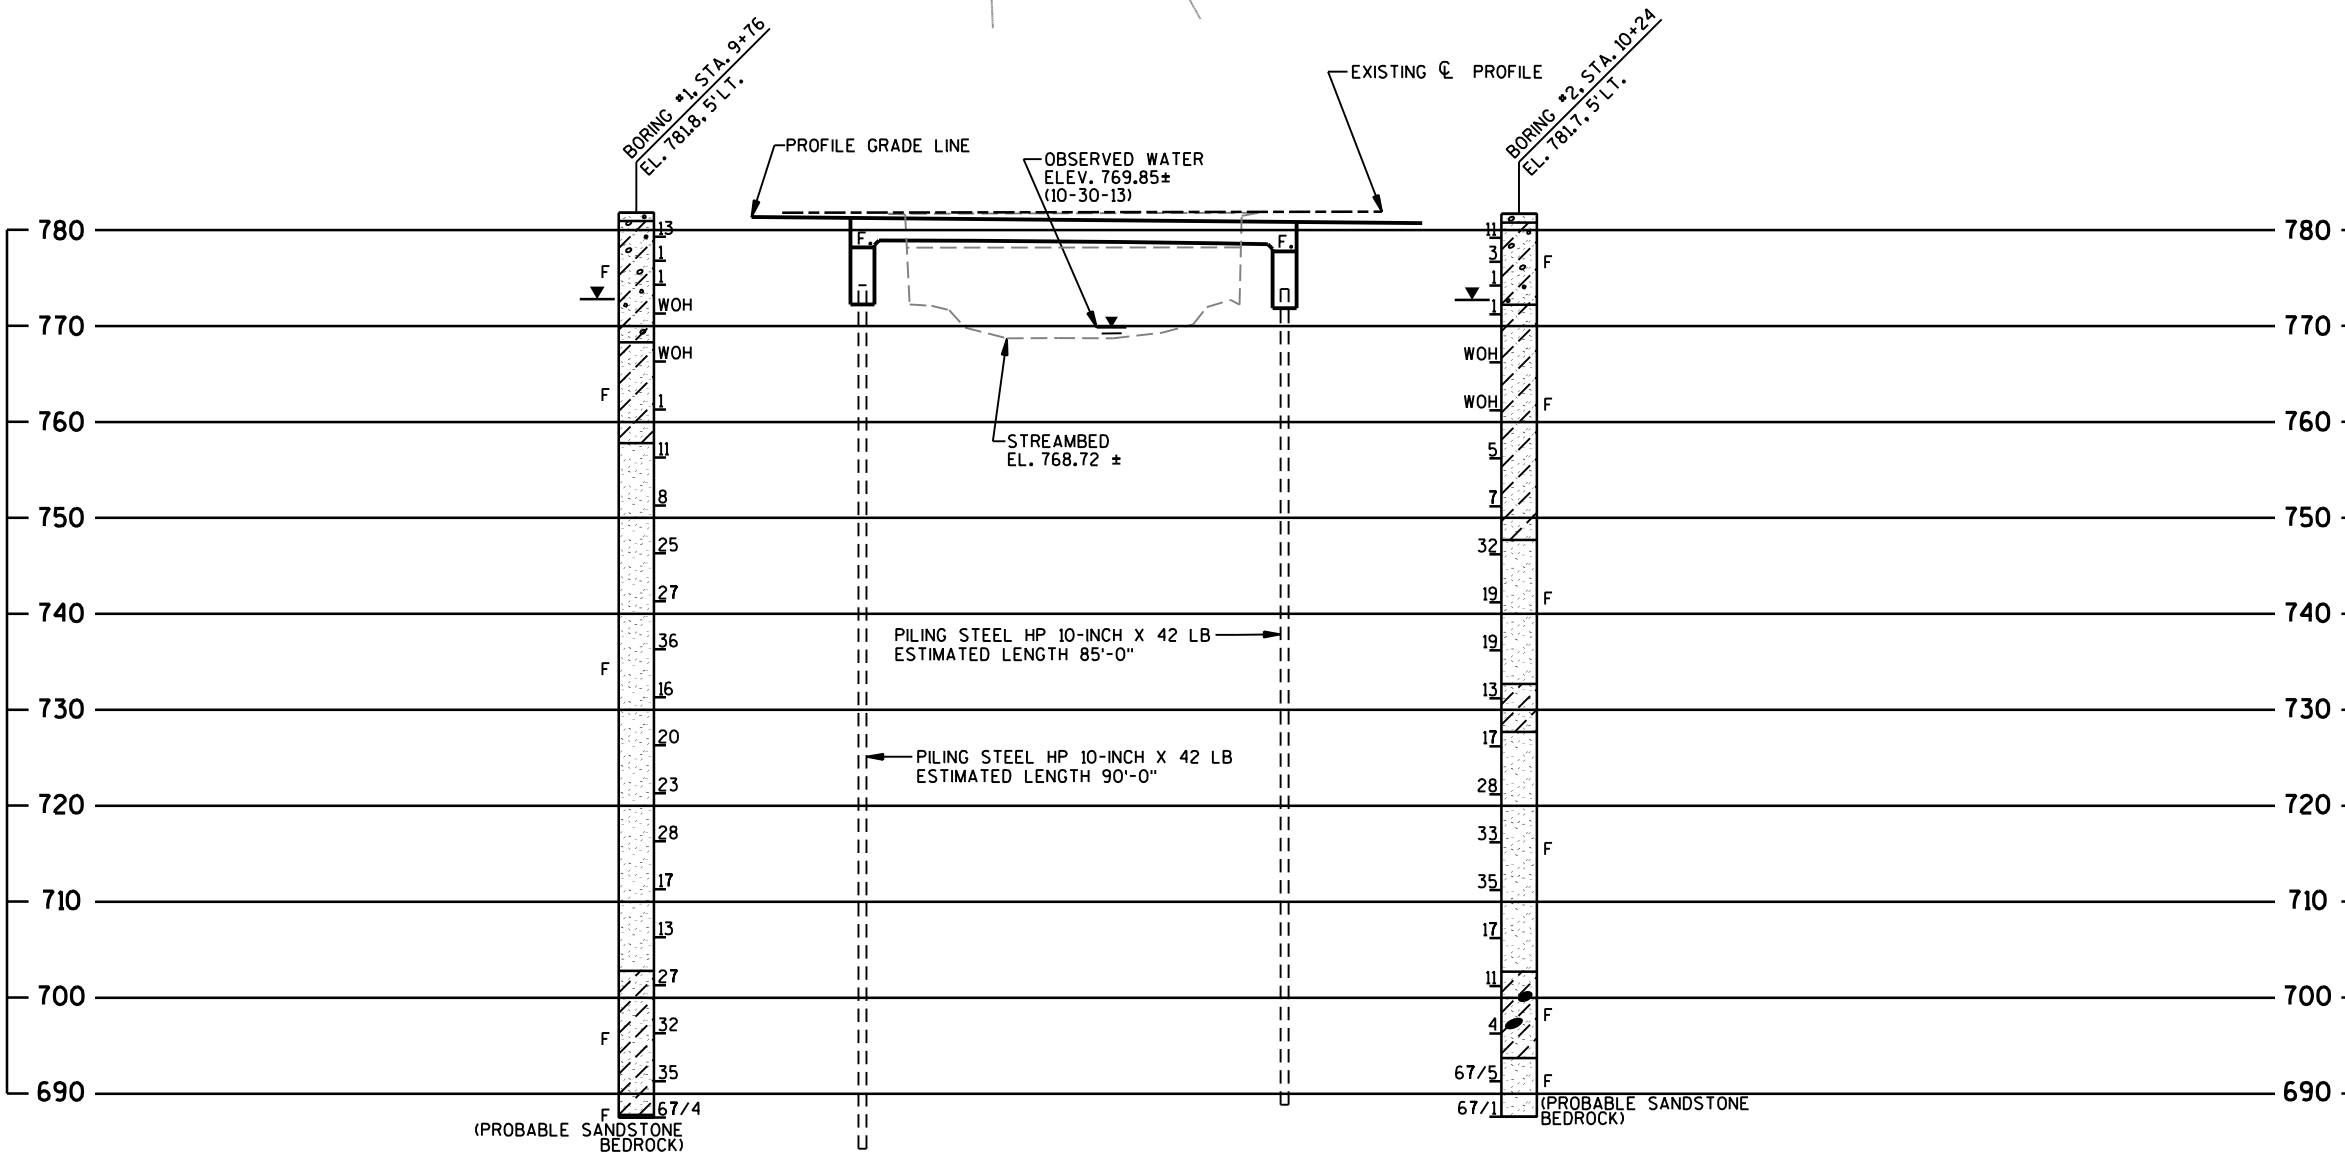 BORING #1, STA. 9+76
EL. 781.8, 5' LT.
BORING #2, STA. 10+24
EL. 781.7, 5' LT.
EXISTING ℄ PROFILE
PROFILE GRADE LINE
OBSERVED WATER
ELEV. 769.85±
(10-30-13)
F.
F.
780
770
760
750
740
730
720
710
700
690
F
F
F
F
F
13
1
1
WOH
WOH
1
11
8
25
27
36
16
20
23
28
17
13
27
32
35
67/4
(PROBABLE SANDSTONE
BEDROCK)
STREAMBED
EL. 768.72 ±
PILING STEEL HP 10-INCH X 42 LB
ESTIMATED LENGTH 85'-0"
PILING STEEL HP 10-INCH X 42 LB
ESTIMATED LENGTH 90'-0"
11
3
1
1
WOH
WOH
5
7
32
19
19
13
17
28
33
35
17
11
4
67/5
67/1
F
F
F
F
F
F
(PROBABLE SANDSTONE
BEDROCK)
780
770
760
750
740
730
720
710
700
690